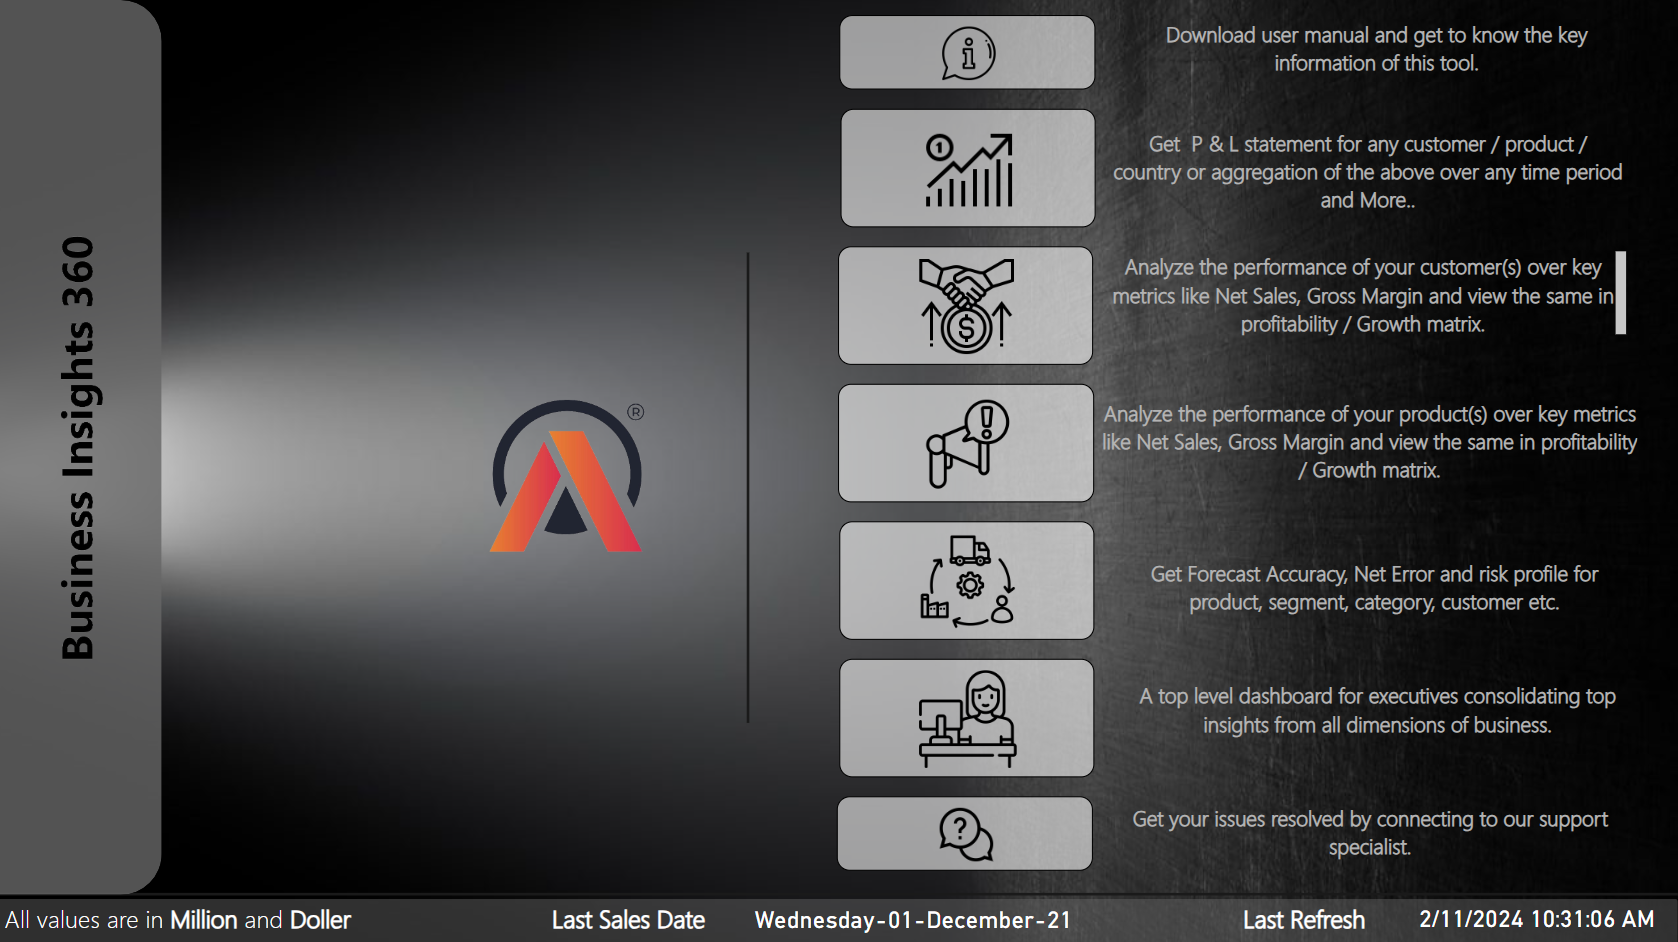 Business Insights 360
®
Download user manual and get to know the key
information of this tool.
1
Get P & L statement for any customer / product /
country or aggregation of the above over any time period
and More..
$
Analyze the performance of your customer(s) over key
metrics like Net Sales, Gross Margin and view the same in
profitability / Growth matrix.
!
Analyze the performance of your product(s) over key metrics
like Net Sales, Gross Margin and view the same in profitability
/ Growth matrix.
Get Forecast Accuracy, Net Error and risk profile for
product, segment, category, customer etc.
A top level dashboard for executives consolidating top
insights from all dimensions of business.
?
Get your issues resolved by connecting to our support
specialist.
All values are in Million and Doller
Last Sales Date
Wednesday-01-December-21
Last Refresh
2/11/2024 10:31:06 AM